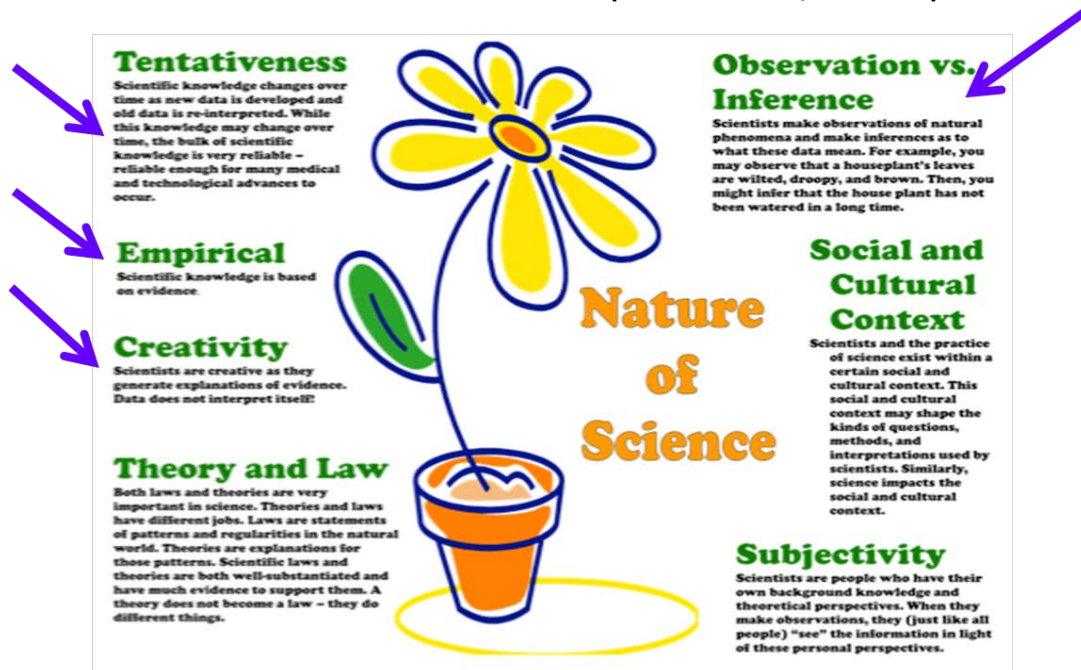 Tentativeness
Scientific knowledge changes over
time as new data is developed and
old data is re-interpreted. While
this knowledge may change over
time, the bulk of scientific
knowledge is very reliable –
reliable enough for many medical
and technological advances to
occur.
Empirical
Scientific knowledge is based
on evidence.
Creativity
Scientists are creative as they
generate explanations of evidence.
Data does not interpret itself!
Theory and Law
Both laws and theories are very
important in science. Theories and laws
have different jobs. Laws are statements
of patterns and regularities in the natural
world. Theories are explanations for
those patterns. Scientific laws and
theories are both well-substantiated and
have much evidence to support them. A
theory does not become a law – they do
different things.
Nature
of
Science
Observation vs.
Inference
Scientists make observations of natural
phenomena and make inferences as to
what these data mean. For example, you
may observe that a houseplant's leaves
are wilted, droopy, and brown. Then, you
might infer that the house plant has not
been watered in a long time.
Social and
Cultural
Context
Scientists and the practice
of science exist within a
certain social and
cultural context. This
social and cultural
context may shape the
kinds of questions,
methods, and
interpretations used by
scientists. Similarly,
science impacts the
social and cultural
context.
Subjectivity
Scientists are people who have their
own background knowledge and
theoretical perspectives. When they
make observations, they (just like all
people) "see" the information in light
of these personal perspectives.